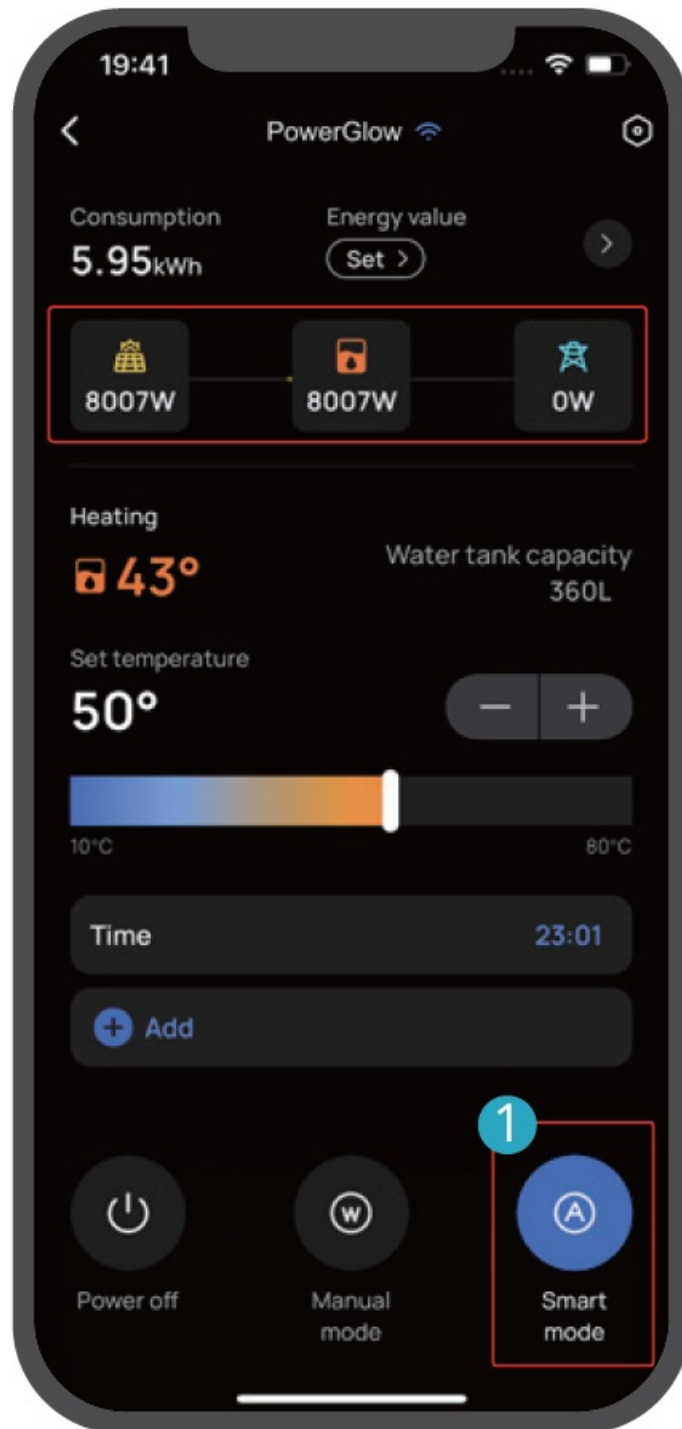 19:41
PowerGlow
Consumption Energy value
5.95kWh Set >
8007W 8007W 0W
Heating
43° Water tank capacity
360L
Set temperature
50° − +
10°C 80°C
Time 23:01
+ Add
1
W A
Power off Manual mode Smart mode